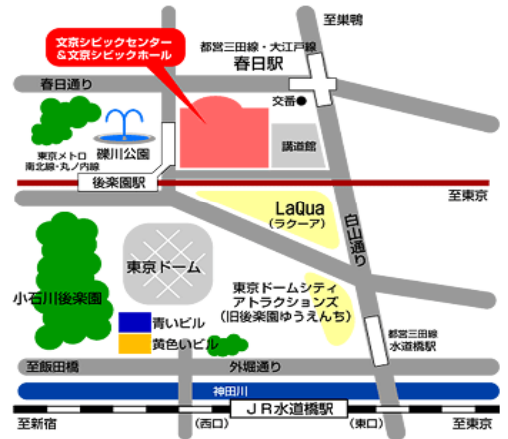 至巣鴨
文京シビックセンター
＆文京シビックホール
都営三田線・大江戸線
春日駅
春日通り
交番●
東京メトロ
南北線・丸ノ内線
礫川公園
講道館
後楽園駅
至東京
LaQua
(ラクーア)
白山通り
東京ドーム
小石川後楽園
東京ドームシティ
アトラクションズ
(旧後楽園ゆうえんち)
青いビル
黄色いビル
都営三田線
水道橋駅
至飯田橋
外堀通り
神田川
JR水道橋駅
至新宿
(西口)
(東口)
至東京